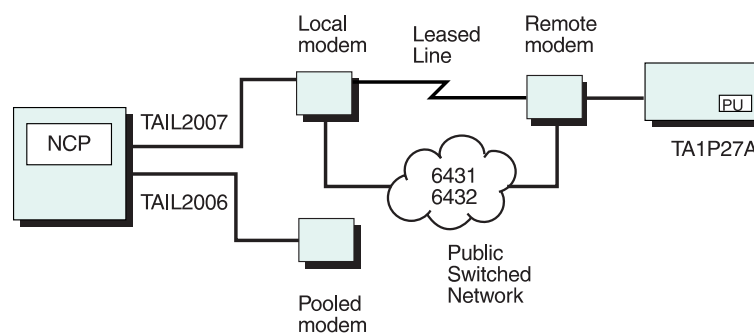 Local
modem
Leased
Line
Remote
modem
NCP
TAIL2007
PU
TA1P27A
TAIL2006
6431
6432
Public
Switched
Network
Pooled
modem